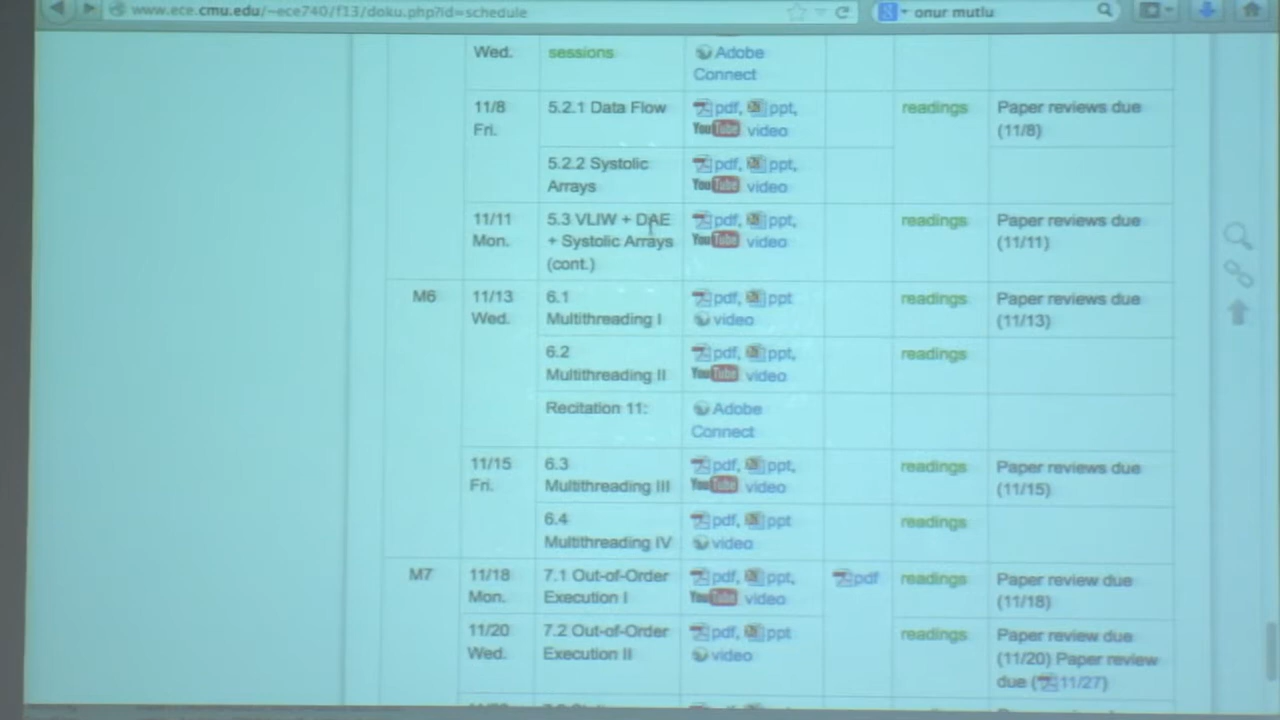 www.ece.cmu.edu/~ece740/f13/doku.php?id=schedule
onur mutlu
Wed.
sessions
Adobe
Connect
11/8
Fri.
5.2.1 Data Flow
pdf, ppt,
YouTube video
readings
Paper reviews due
(11/8)
5.2.2 Systolic
Arrays
pdf, ppt,
YouTube video
11/11
Mon.
5.3 VLIW + DAE
+ Systolic Arrays
(cont.)
pdf, ppt,
YouTube video
readings
Paper reviews due
(11/11)
M6
11/13
Wed.
6.1
Multithreading I
pdf, ppt
video
readings
Paper reviews due
(11/13)
6.2
Multithreading II
pdf, ppt,
YouTube video
readings
Recitation 11:
Adobe
Connect
11/15
Fri.
6.3
Multithreading III
pdf, ppt,
YouTube video
readings
Paper reviews due
(11/15)
6.4
Multithreading IV
pdf, ppt
video
readings
M7
11/18
Mon.
7.1 Out-of-Order
Execution I
pdf, ppt,
YouTube video
pdf
readings
Paper review due
(11/18)
11/20
Wed.
7.2 Out-of-Order
Execution II
pdf, ppt
video
readings
Paper review due
(11/20) Paper review
due (11/27)